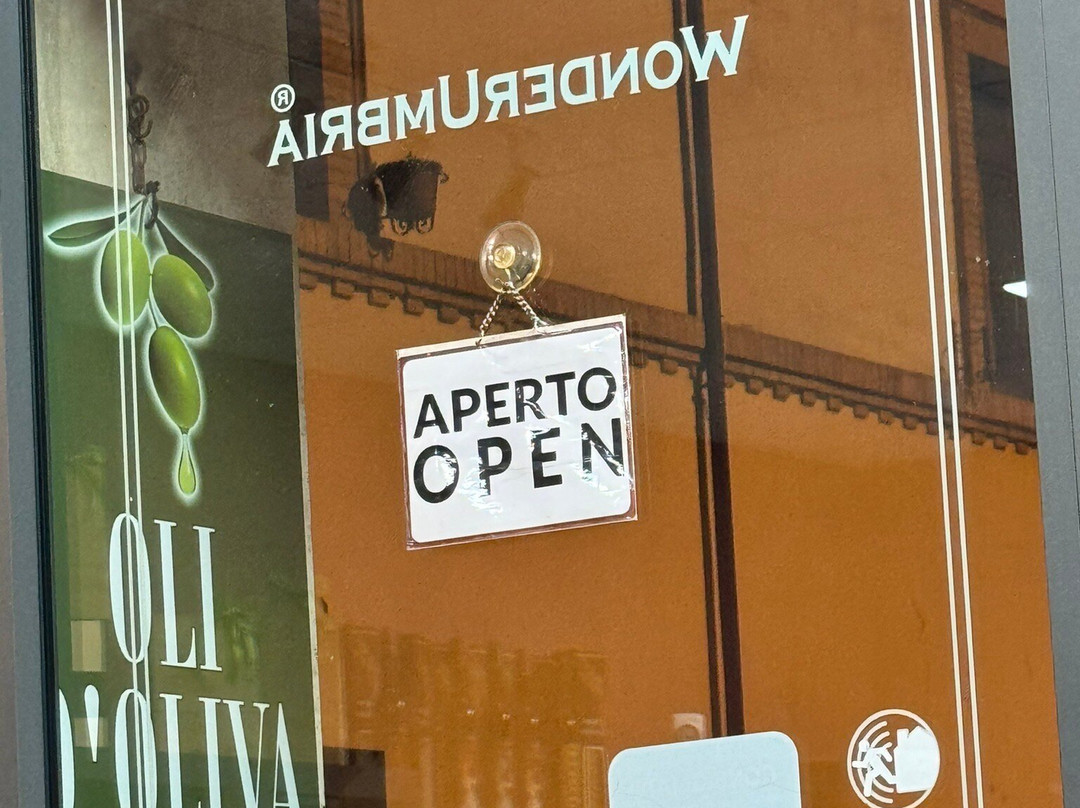 WONDERUMBRIA®
APERTO
OPEN
OLI
D'OLIVA